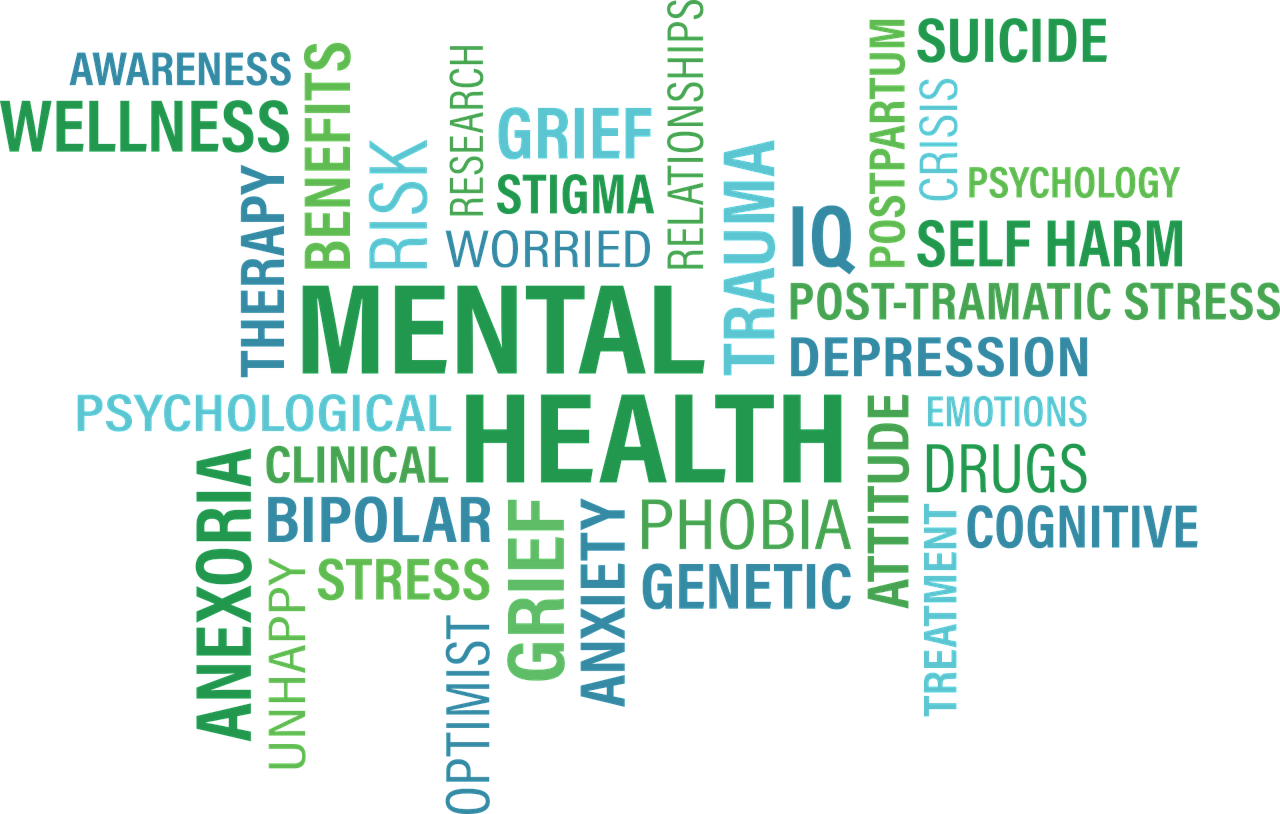 AWARENESS
WELLNESS
THERAPY
BENEFITS
RISK
RESEARCH
GRIEF
STIGMA
WORRIED
RELATIONSHIPS
TRAUMA
IQ
POSTPARTUM
SUICIDE
CRISIS
PSYCHOLOGY
SELF HARM
POST-TRAMATIC STRESS
DEPRESSION
MENTAL
HEALTH
PSYCHOLOGICAL
CLINICAL
BIPOLAR
STRESS
ANEXORIA
UNHAPPY
OPTIMIST
GRIEF
ANXIETY
PHOBIA
GENETIC
ATTITUDE
EMOTIONS
DRUGS
COGNITIVE
TREATMENT